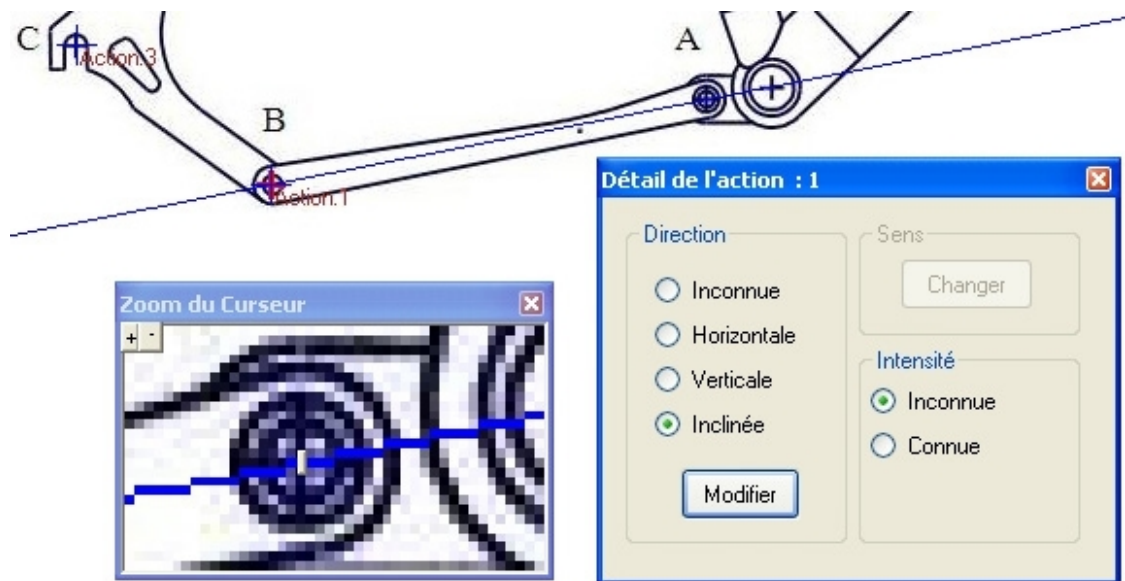 C
Action.3
A
B
Action.1
Détail de l'action : 1
Direction
Inconnue
Horizontale
Verticale
Inclinée
Modifier
Sens
Changer
Intensité
Inconnue
Connue
Zoom du Curseur
+ -